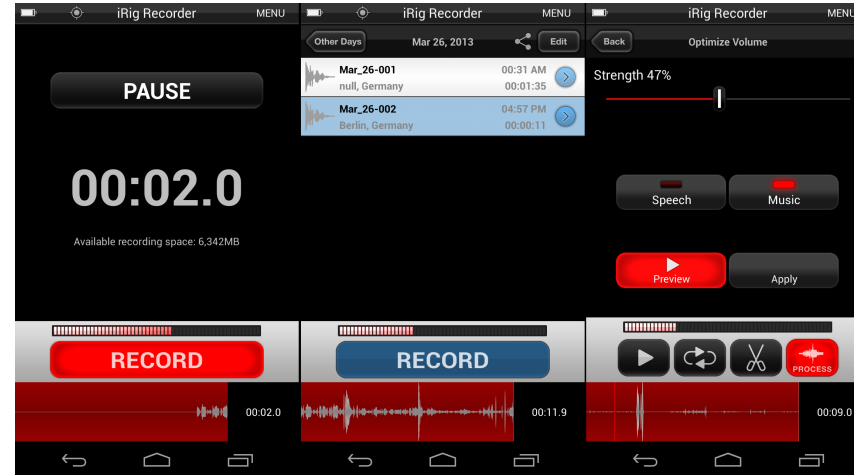 iRig Recorder MENU
PAUSE
00:02.0
Available recording space: 6,342MB
RECORD
00:02.0
iRig Recorder MENU
Other Days Mar 26, 2013 Edit
Mar_26-001 00:31 AM
null, Germany 00:01:35
Mar_26-002 04:57 PM
Berlin, Germany 00:00:11
RECORD
00:11.9
iRig Recorder MENU
Back Optimize Volume
Strength 47%
Speech Music
Preview Apply
PROCESS
00:09.0